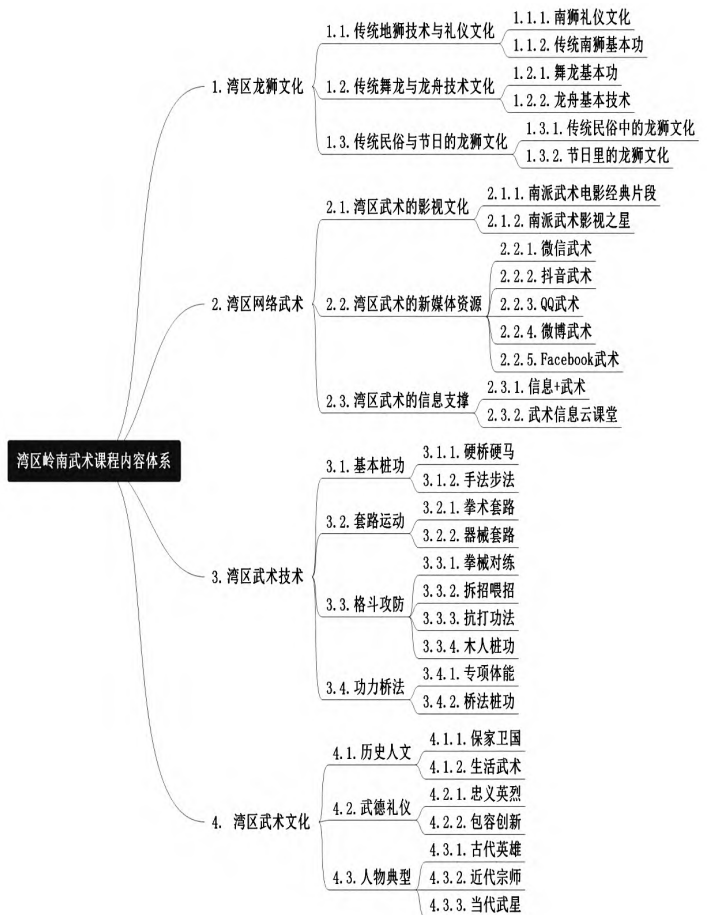 湾区岭南武术课程内容体系
1.湾区龙狮文化
1.1.传统地狮技术与礼仪文化
1.1.1.南狮礼仪文化
1.1.2.传统南狮基本功
1.2.传统舞龙与龙舟技术文化
1.2.1.舞龙基本功
1.2.2.龙舟基本技术
1.3.传统民俗与节日的龙狮文化
1.3.1.传统民俗中的龙狮文化
1.3.2.节日里的龙狮文化
2.湾区网络武术
2.1.湾区武术的影视文化
2.1.1.南派武术电影经典片段
2.1.2.南派武术影视之星
2.2.湾区武术的新媒体资源
2.2.1.微信武术
2.2.2.抖音武术
2.2.3.QQ武术
2.2.4.微博武术
2.2.5.Facebook武术
2.3.湾区武术的信息支撑
2.3.1.信息+武术
2.3.2.武术信息云课堂
3.湾区武术技术
3.1.基本桩功
3.1.1.硬桥硬马
3.1.2.手法步法
3.2.套路运动
3.2.1.拳术套路
3.2.2.器械套路
3.3.格斗攻防
3.3.1.拳械对练
3.3.2.拆招喂招
3.3.3.抗打功法
3.3.4.木人桩功
3.4.功力桥法
3.4.1.专项体能
3.4.2.桥法桩功
4. 湾区武术文化
4.1.历史人文
4.1.1.保家卫国
4.1.2.生活武术
4.2.武德礼仪
4.2.1.忠义英烈
4.2.2.包容创新
4.3.人物典型
4.3.1.古代英雄
4.3.2.近代宗师
4.3.3.当代武星